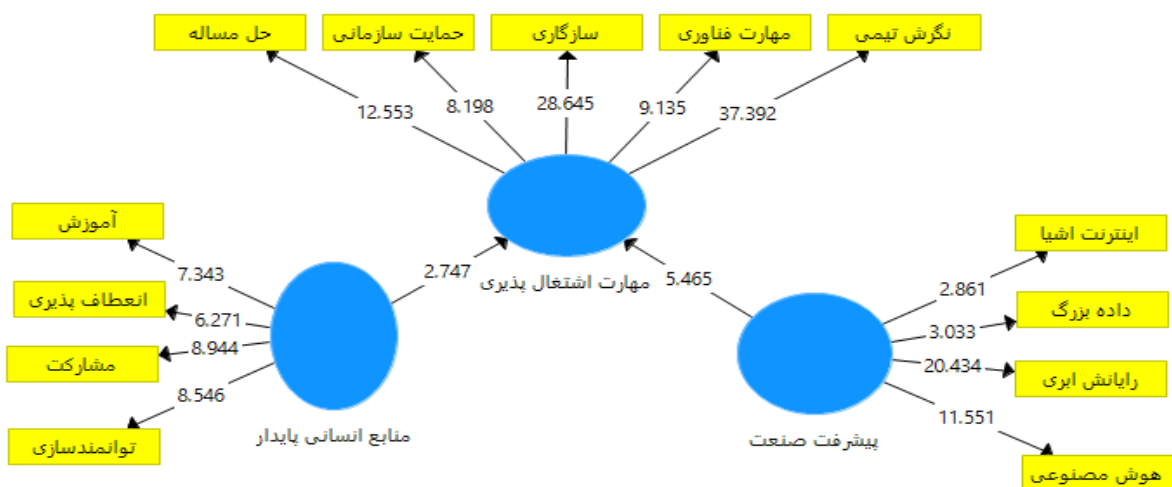 حل مساله
حمایت سازمانی
سازگاری
مهارت فناوری
نگرش تیمی
12.553
8.198
28.645
9.135
37.392
آموزش
انعطاف پذیری
مشارکت
توانمندسازی
7.343
6.271
8.944
8.546
منابع انسانی پایدار
2.747
مهارت اشتغال پذیری
5.465
پیشرفت صنعت
2.861
3.033
20.434
11.551
اینترنت اشیا
داده بزرگ
رایانش ابری
هوش مصنوعی